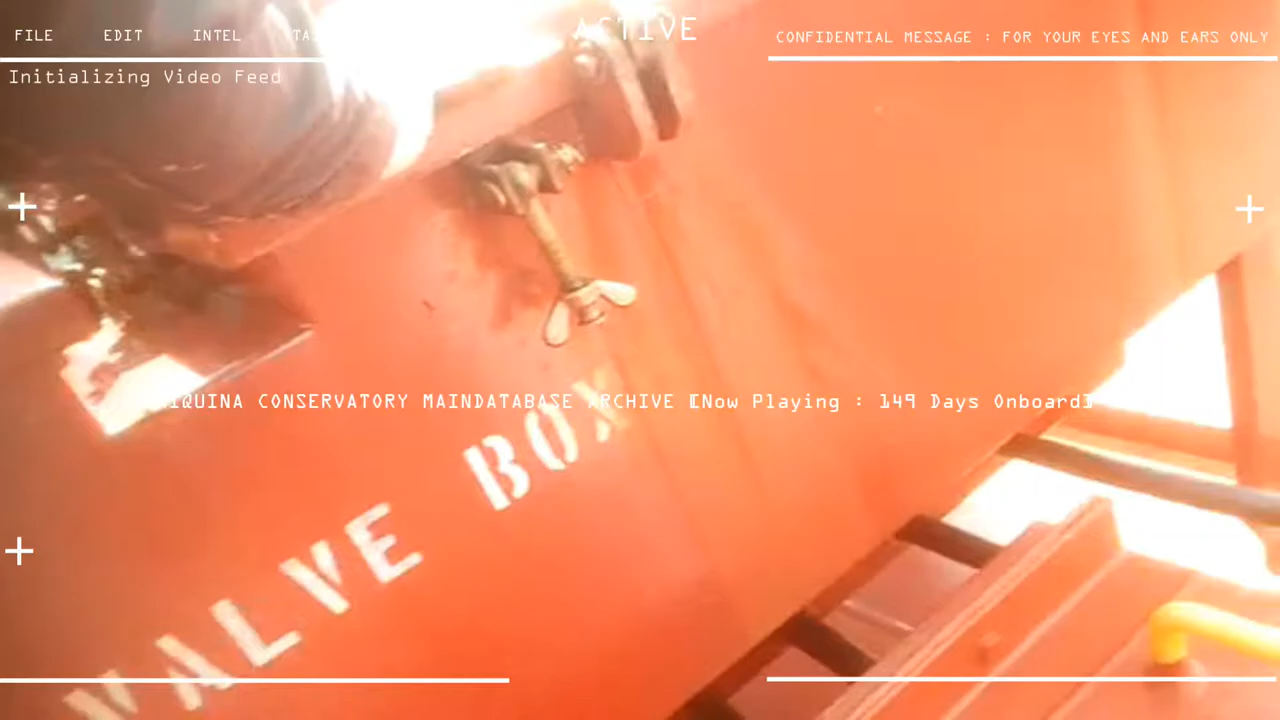 FILE EDIT INTEL
ACTIVE
CONFIDENTIAL MESSAGE : FOR YOUR EYES AND EARS ONLY
Initializing Video Feed
CONSERVATORY MAINDATABASE ARCHIVE [Now Playing : 149 Days Onboard]
VALVE BOX